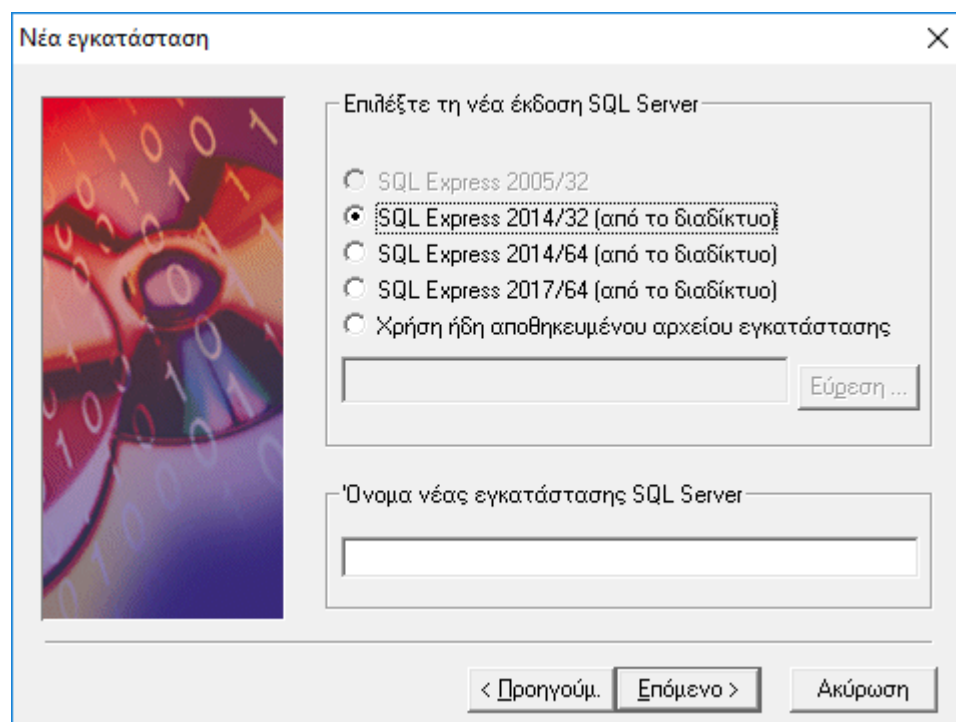 Νέα εγκατάσταση
Επιλέξτε τη νέα έκδοση SQL Server
SQL Express 2005/32
SQL Express 2014/32 (από το διαδίκτυο)
SQL Express 2014/64 (από το διαδίκτυο)
SQL Express 2017/64 (από το διαδίκτυο)
Χρήση ήδη αποθηκευμένου αρχείου εγκατάστασης
Εύρεση ...
Όνομα νέας εγκατάστασης SQL Server
< Προηγούμ.
Επόμενο >
Ακύρωση